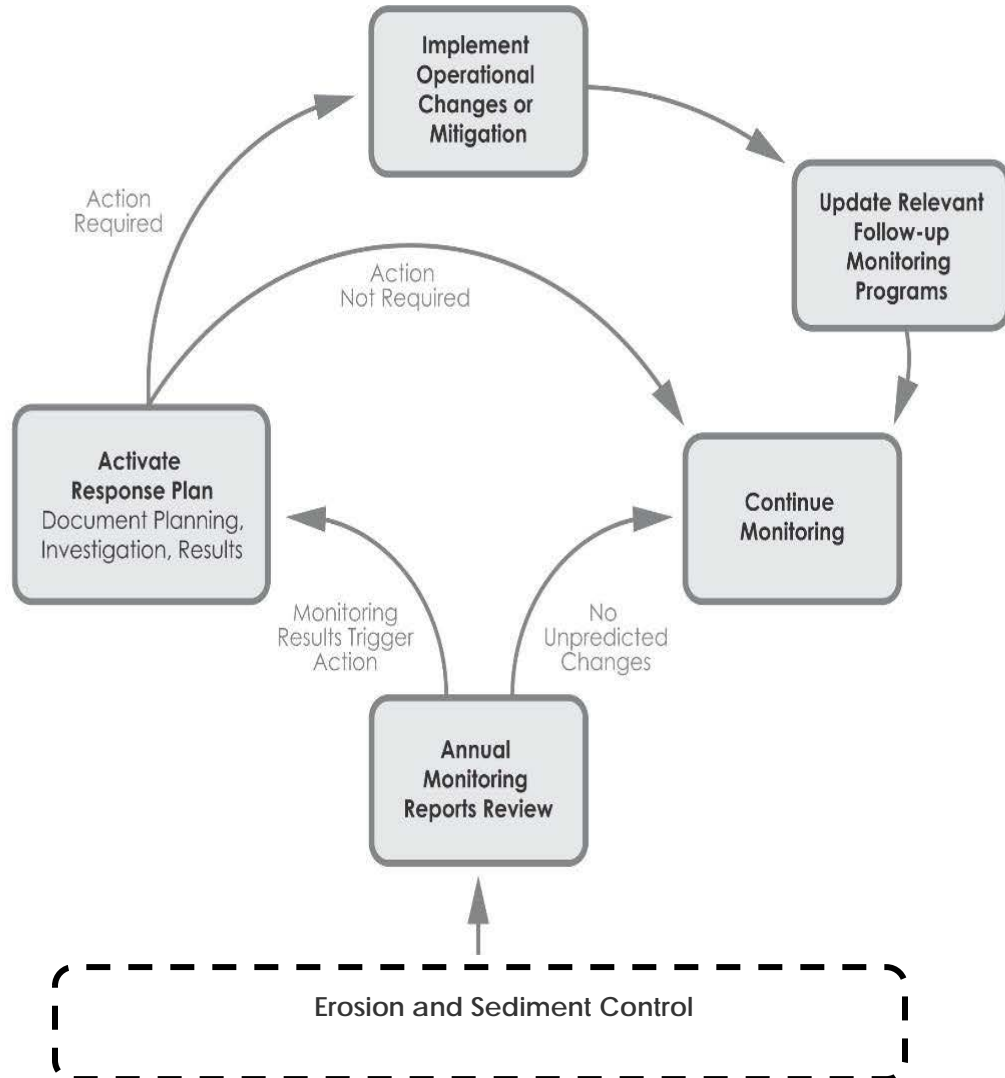 Implement
Operational
Changes or
Mitigation
Action
Required
Update Relevant
Follow-up
Monitoring
Programs
Action
Not Required
Activate
Response Plan
Document Planning,
Investigation, Results
Continue
Monitoring
Monitoring
Results Trigger
Action
No
Unpredicted
Changes
Annual
Monitoring
Reports Review
Erosion and Sediment Control